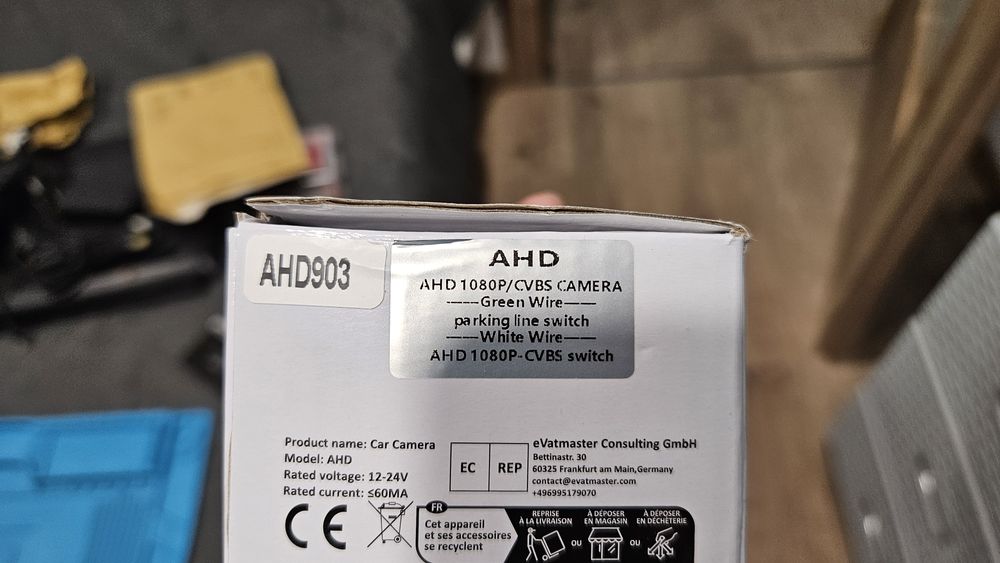 AHD903
AHD
AHD 1080P/CVBS CAMERA
-----Green Wire-----
parking line switch
-----White Wire-----
AHD 1080P-CVBS switch
Product name: Car Camera
Model: AHD
Rated voltage: 12-24V
Rated current: ≤60MA
CE
EC REP
eVatmaster Consulting GmbH
Bettinastr. 30
60325 Frankfurt am Main,Germany
contact@evatmaster.com
+496995179070
FR
Cet appareil
et ses accessoires
se recyclent
REPRISE
À LA LIVRAISON
OU
À DÉPOSER
EN MAGASIN
OU
À DÉPOSER
EN DÉCHÈTERIE